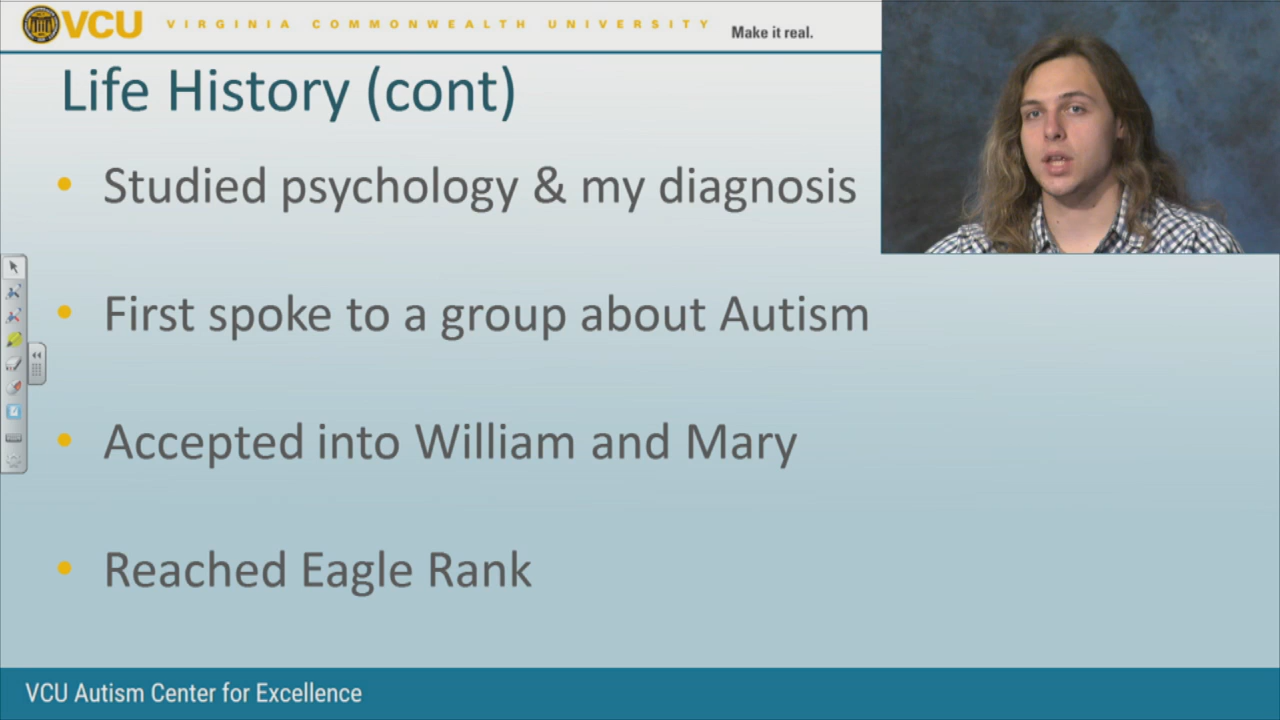 VCU VIRGINIA COMMONWEALTH UNIVERSITY Make it real.
Life History (cont)
• Studied psychology & my diagnosis
• First spoke to a group about Autism
• Accepted into William and Mary
• Reached Eagle Rank
VCU Autism Center for Excellence